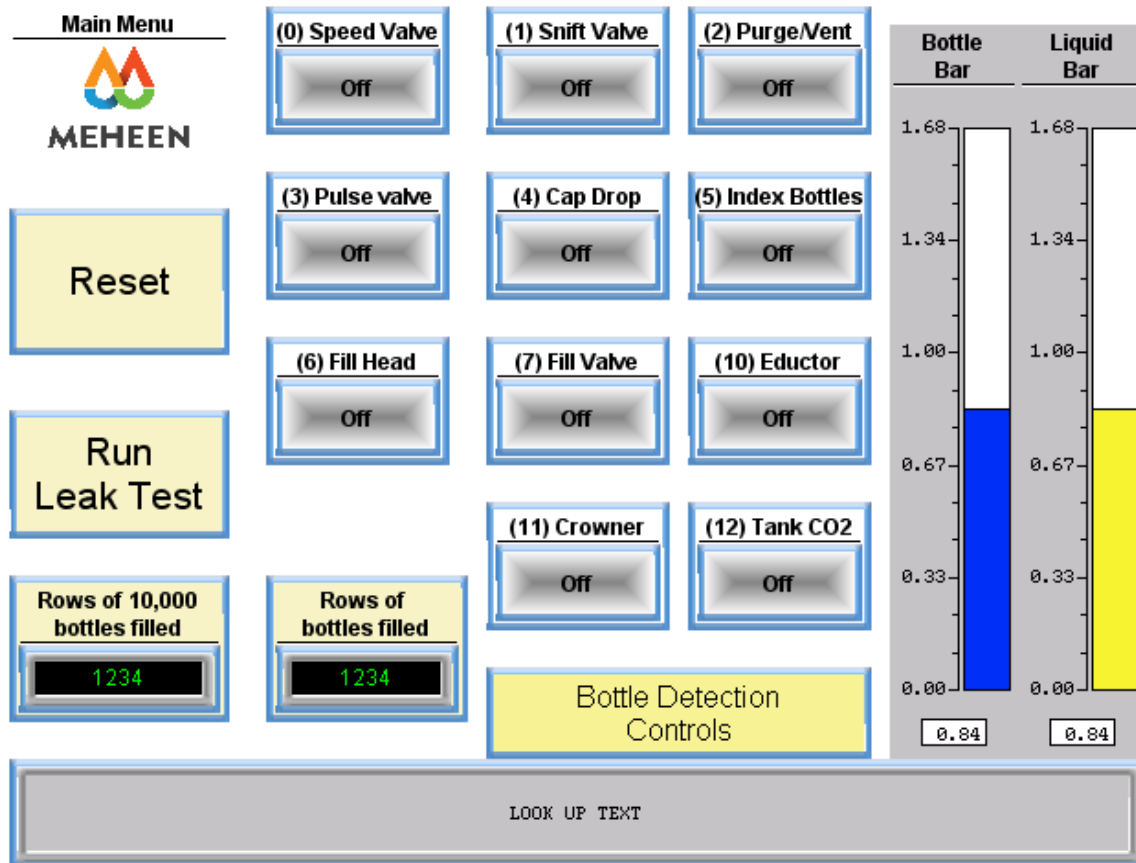 Main Menu
MEHEEN
(0) Speed Valve
Off
(1) Snift Valve
Off
(2) Purge/Vent
Off
(3) Pulse valve
Off
(4) Cap Drop
Off
(5) Index Bottles
Off
Reset
(6) Fill Head
Off
(7) Fill Valve
Off
(10) Eductor
Off
Run
Leak Test
(11) Crowner
Off
(12) Tank CO2
Off
Rows of 10,000
bottles filled
1234
Rows of
bottles filled
1234
Bottle Detection
Controls
Bottle
Bar
1.68
1.34
1.00
0.67
0.33
0.00
0.84
Liquid
Bar
1.68
1.34
1.00
0.67
0.33
0.00
0.84
LOOK UP TEXT